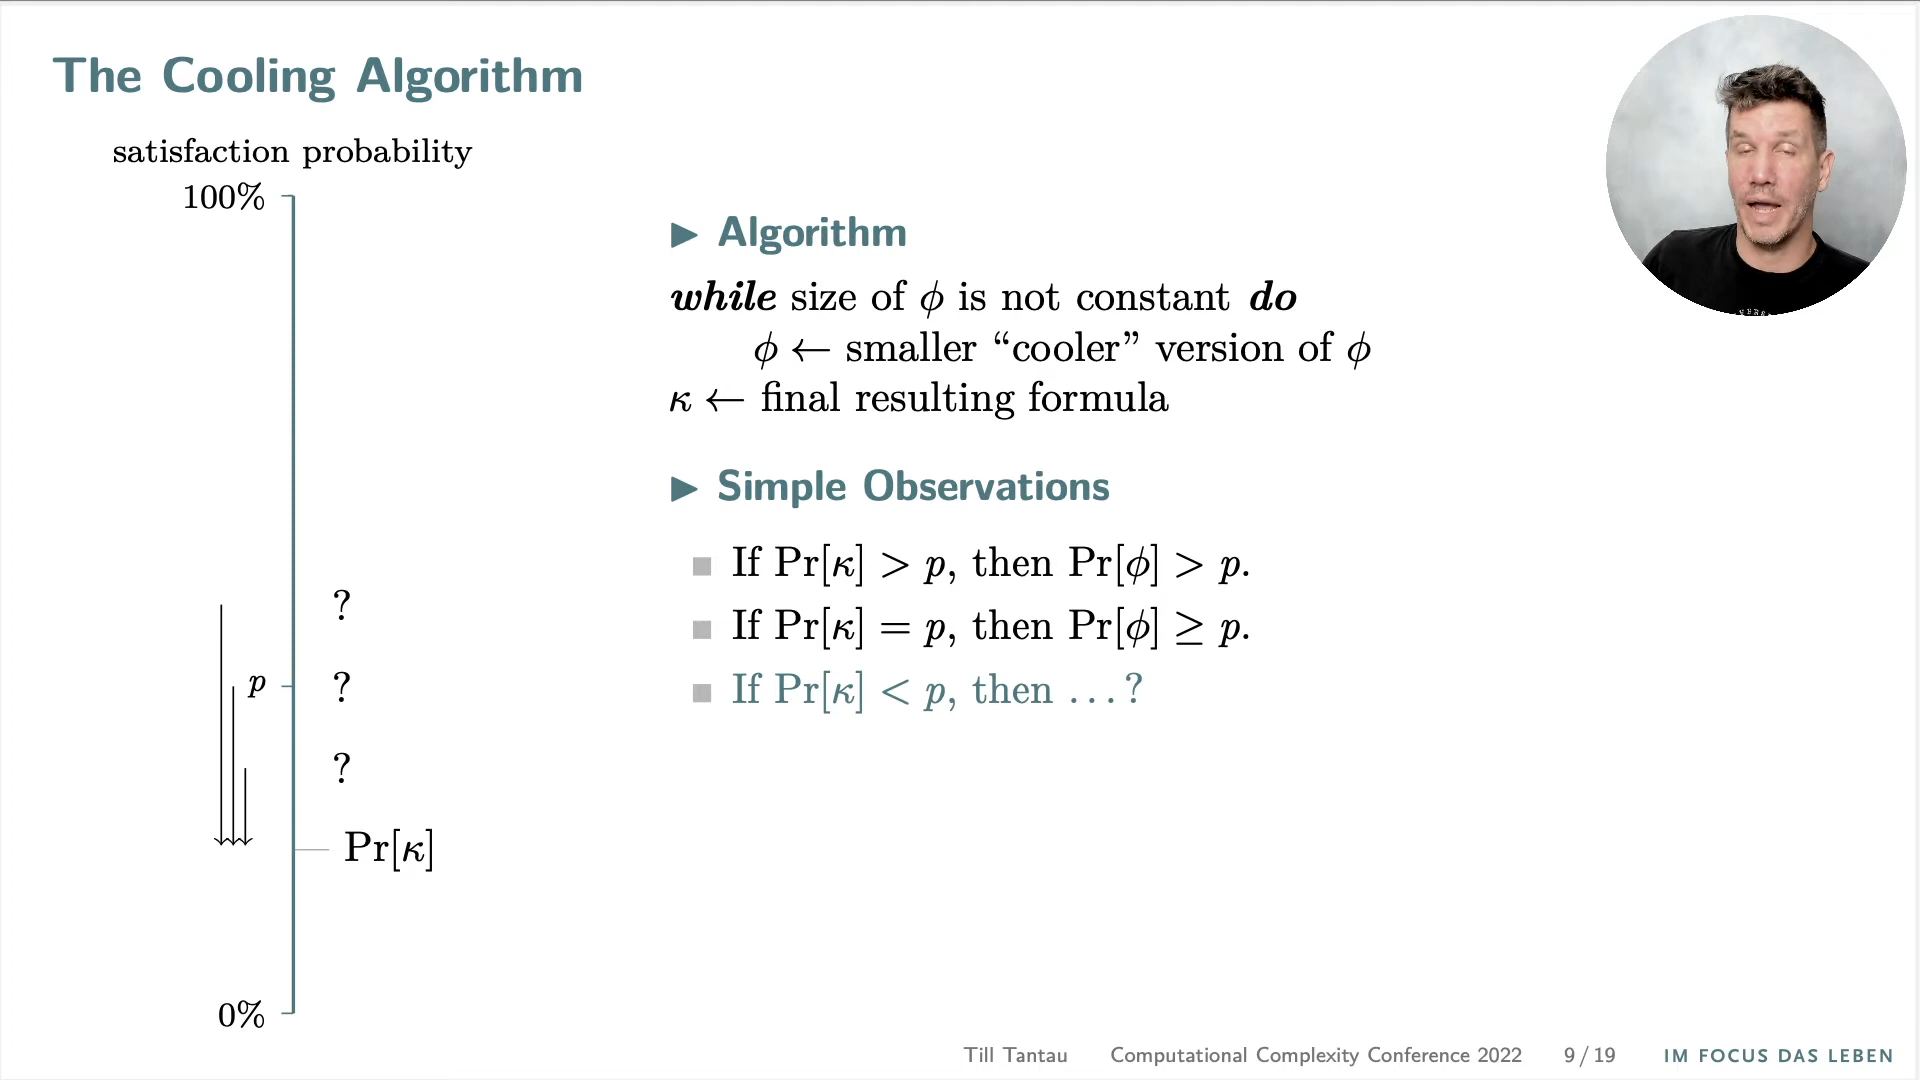 The Cooling Algorithm
satisfaction probability
100%
▶ Algorithm
while size of ϕ is not constant do
ϕ ← smaller “cooler” version of ϕ
κ ← final resulting formula
▶ Simple Observations
If Pr[κ] > p, then Pr[ϕ] > p.
If Pr[κ] = p, then Pr[ϕ] ≥ p.
If Pr[κ] < p, then …?
?
p ?
?
Pr[κ]
0%
Till Tantau Computational Complexity Conference 2022 9 / 19 IM FOCUS DAS LEBEN